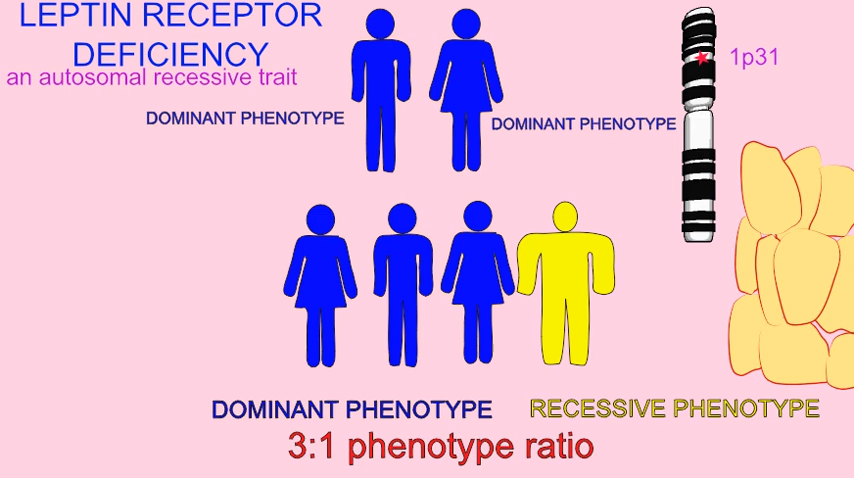 LEPTIN RECEPTOR
DEFICIENCY
an autosomal recessive trait
1p31
DOMINANT PHENOTYPE
DOMINANT PHENOTYPE
DOMINANT PHENOTYPE
RECESSIVE PHENOTYPE
3:1 phenotype ratio